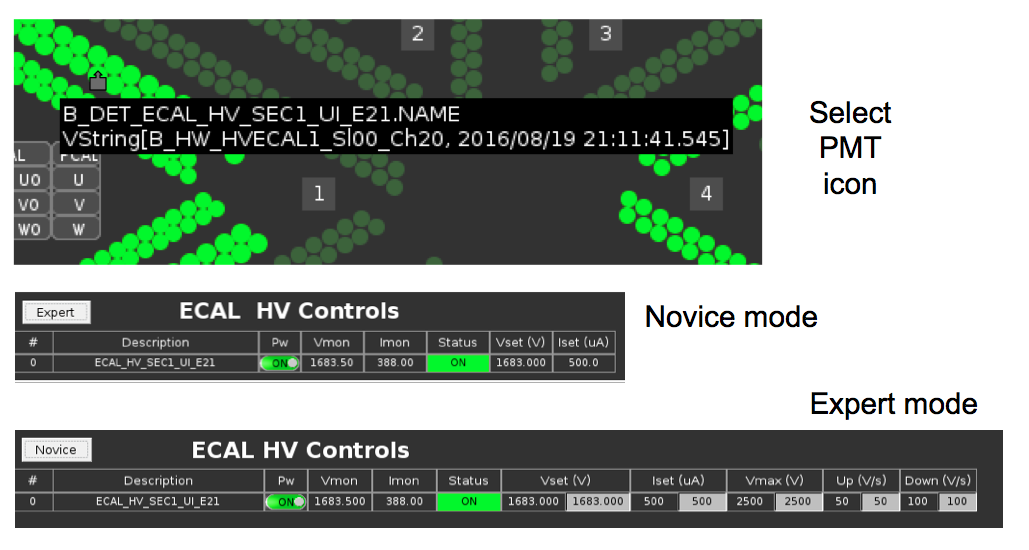 2
3
B_DET_ECAL_HV_SEC1_UI_E21.NAME
VString[B_HW_HVECAL1_Sl00_Ch20, 2016/08/19 21:11:41.545]
AL PCAL
U0 U
V0 V
W0 W
1
4
Select
PMT
icon
Expert
ECAL HV Controls
# Description Pw Vmon Imon Status Vset (V) Iset (uA)
0 ECAL_HV_SEC1_UI_E21 ON 1683.50 388.00 ON 1683.000 500.0
Novice mode
Expert mode
Novice
ECAL HV Controls
# Description Pw Vmon Imon Status Vset (V) Iset (uA) Vmax (V) Up (V/s) Down (V/s)
0 ECAL_HV_SEC1_UI_E21 ON 1683.500 388.00 ON 1683.000 1683.000 500 500 2500 2500 50 50 100 100